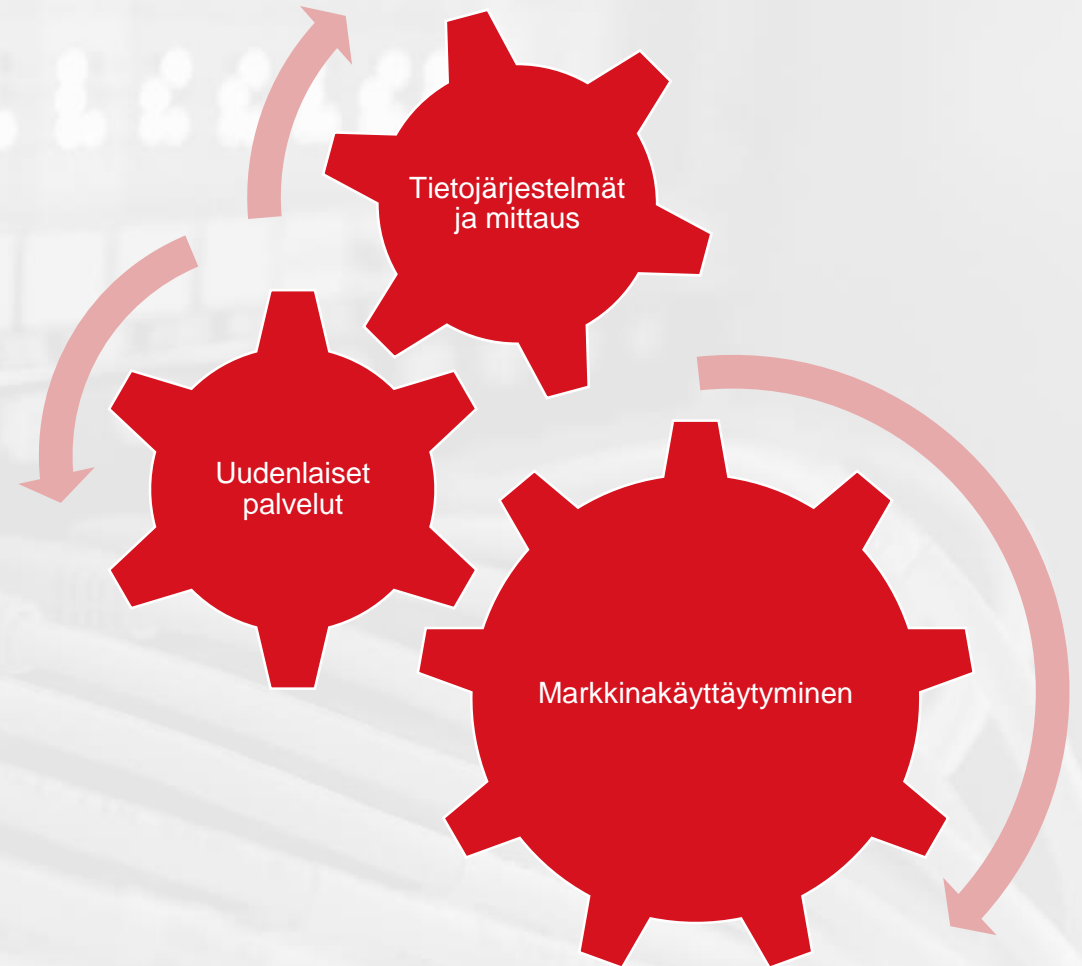 Tietojärjestelmät
ja mittaus
Uudenlaiset
palvelut
Markkinakäyttäytyminen